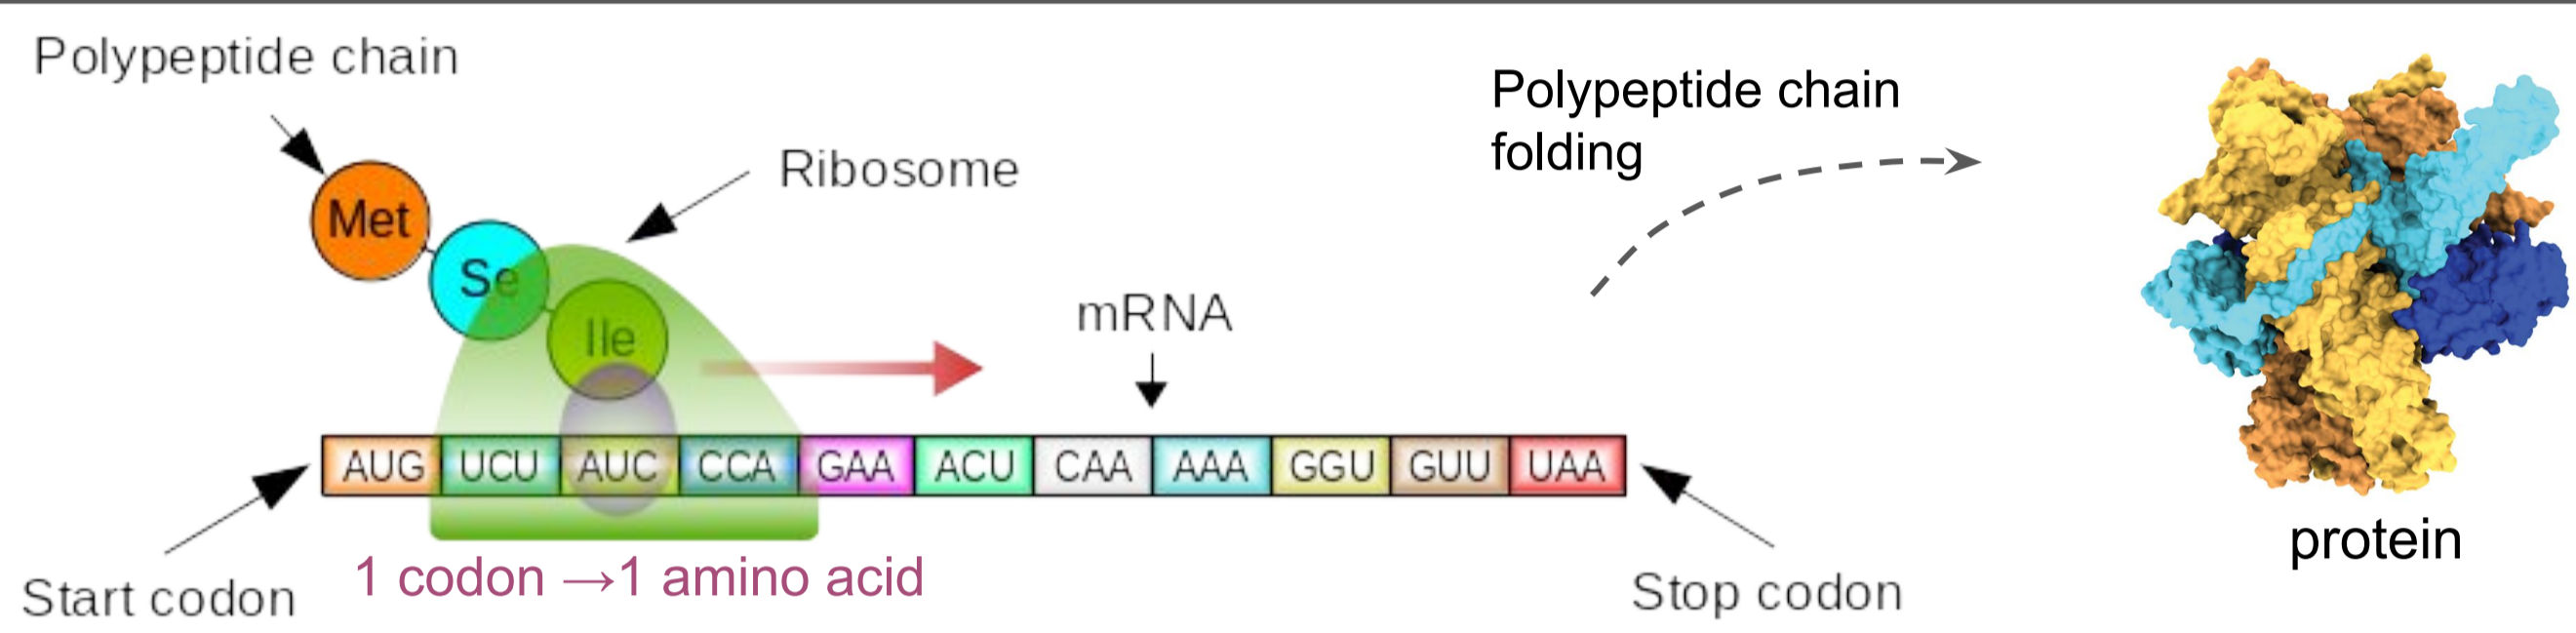 Polypeptide chain
Met
Se
Ile
Ribosome
mRNA
AUG UCU AUC CCA GAA ACU CAA AAA GGU GUU UAA
Start codon
1 codon →1 amino acid
Stop codon
Polypeptide chain
folding
protein